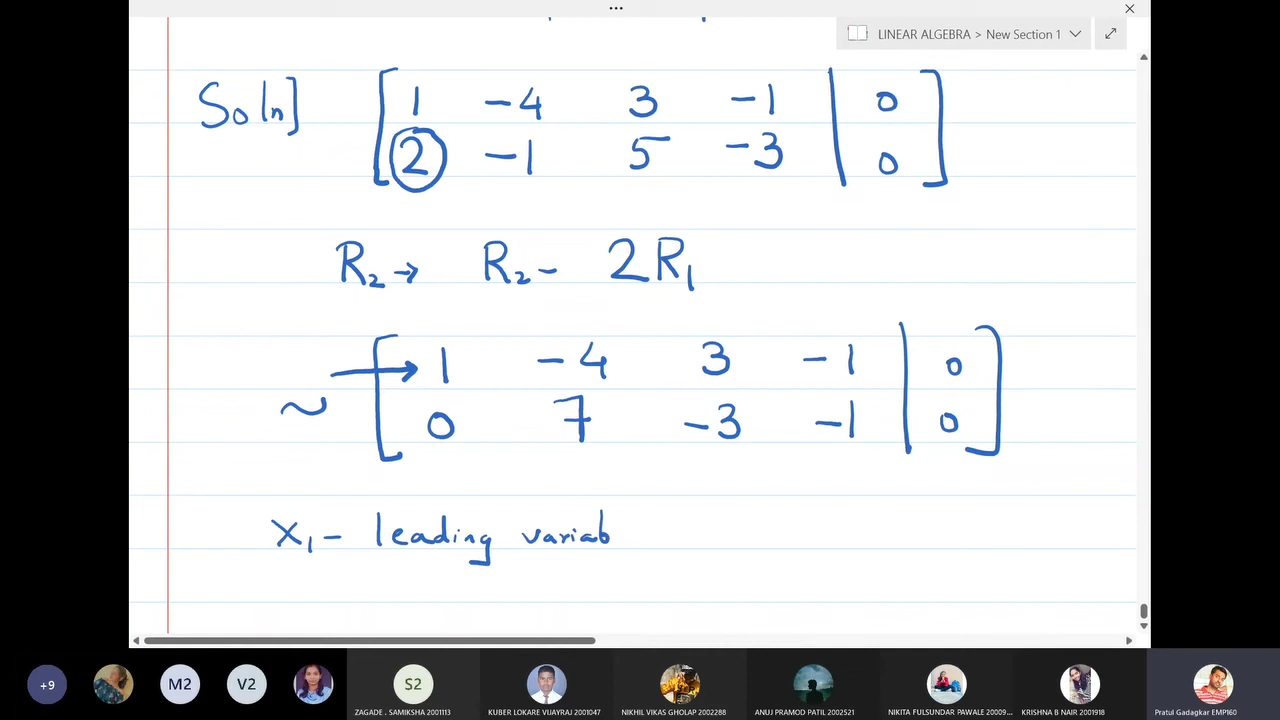 LINEAR ALGEBRA > New Section 1
Soln] [ 1 -4 3 -1 | 0 ]
[ 2 -1 5 -3 | 0 ]
R₂ → R₂ - 2R₁
[ 1 -4 3 -1 | 0 ]
~ [ 0 7 -3 -1 | 0 ]
x₁ - leading variab
+9 M2 V2 S2
ZAGADE . SAMIKSHA 2001113 KUBER LOKARE VIJAYRAJ 2001047 NIKHIL VIKAS GHOLAP 2002288 ANUJ PRAMOD PATIL 2002521 NIKITA FULSUNDAR PAWALE 20009... KRISHNA B NAIR 2001918 Pratul Gadagkar EMP160